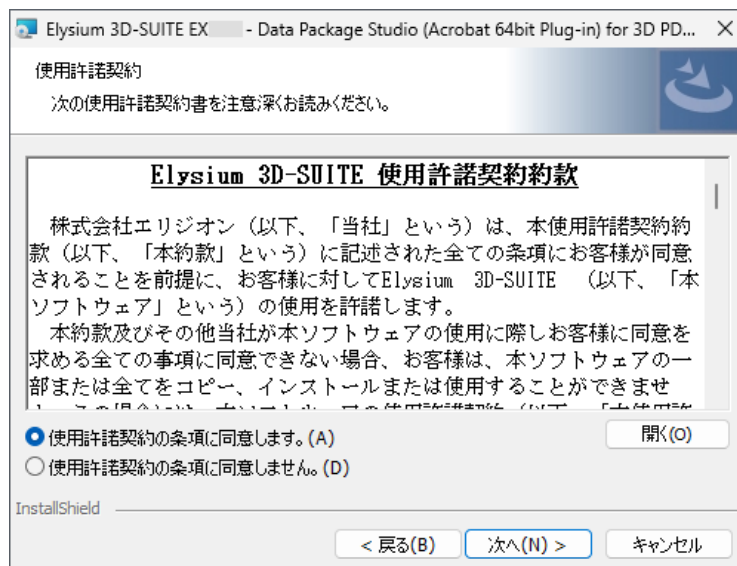 Elysium 3D-SUITE EX - Data Package Studio (Acrobat 64bit Plug-in) for 3D PD...
使用許諾契約
次の使用許諾契約書を注意深くお読みください。
Elysium 3D-SUITE 使用許諾契約約款
株式会社エリジオン（以下、「当社」という）は、本使用許諾契約約
款（以下、「本約款」という）に記述された全ての条項にお客様が同意
されることを前提に、お客様に対してElysium 3D-SUITE （以下、「本
ソフトウェア」という）の使用を許諾します。
本約款及びその他当社が本ソフトウェアの使用に際しお客様に同意を
求める全ての事項に同意できない場合、お客様は、本ソフトウェアの一
部または全てをコピー、インストールまたは使用することができませ
使用許諾契約の条項に同意します。(A)
開く(O)
使用許諾契約の条項に同意しません。(D)
InstallShield
< 戻る(B)
次へ(N) >
キャンセル